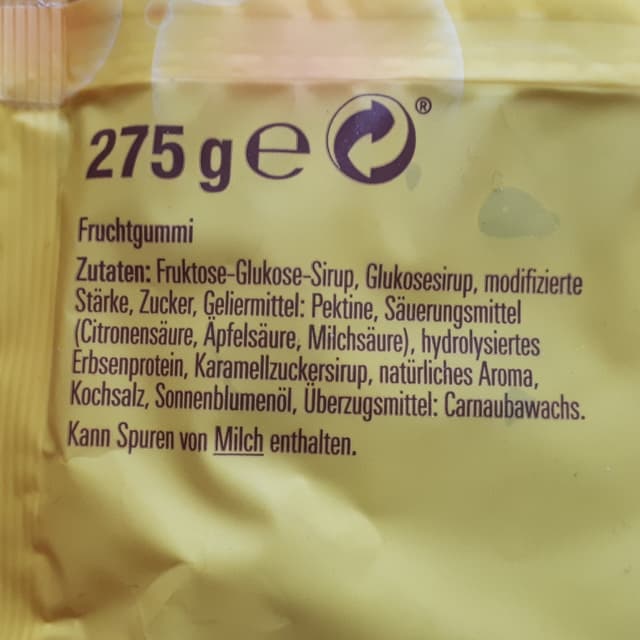 275 g ℮ ®
Fruchtgummi
Zutaten: Fruktose-Glukose-Sirup, Glukosesirup, modifizierte
Stärke, Zucker, Geliermittel: Pektine, Säuerungsmittel
(Citronensäure, Äpfelsäure, Milchsäure), hydrolysiertes
Erbsenprotein, Karamellzuckersirup, natürliches Aroma,
Kochsalz, Sonnenblumenöl, Überzugsmittel: Carnaubawachs.
Kann Spuren von Milch enthalten.